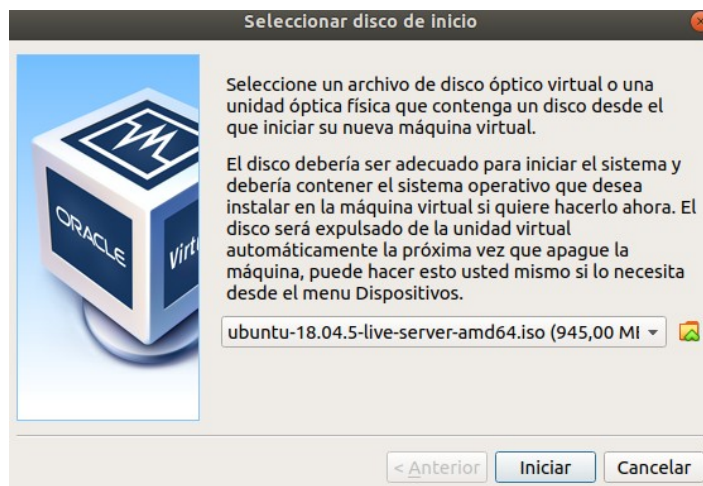 Seleccionar disco de inicio
Seleccione un archivo de disco óptico virtual o una
unidad óptica física que contenga un disco desde el
que iniciar su nueva máquina virtual.
El disco debería ser adecuado para iniciar el sistema y
debería contener el sistema operativo que desea
instalar en la máquina virtual si quiere hacerlo ahora. El
disco será expulsado de la unidad virtual
automáticamente la próxima vez que apague la
máquina, puede hacer esto usted mismo si lo necesita
desde el menu Dispositivos.
ORACLE
Virt
ubuntu-18.04.5-live-server-amd64.iso (945,00 MI
< Anterior Iniciar Cancelar